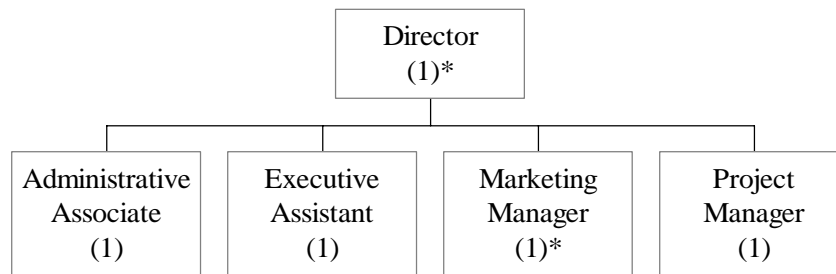 Director
(1)*
Administrative
Associate
(1)
Executive
Assistant
(1)
Marketing
Manager
(1)*
Project
Manager
(1)